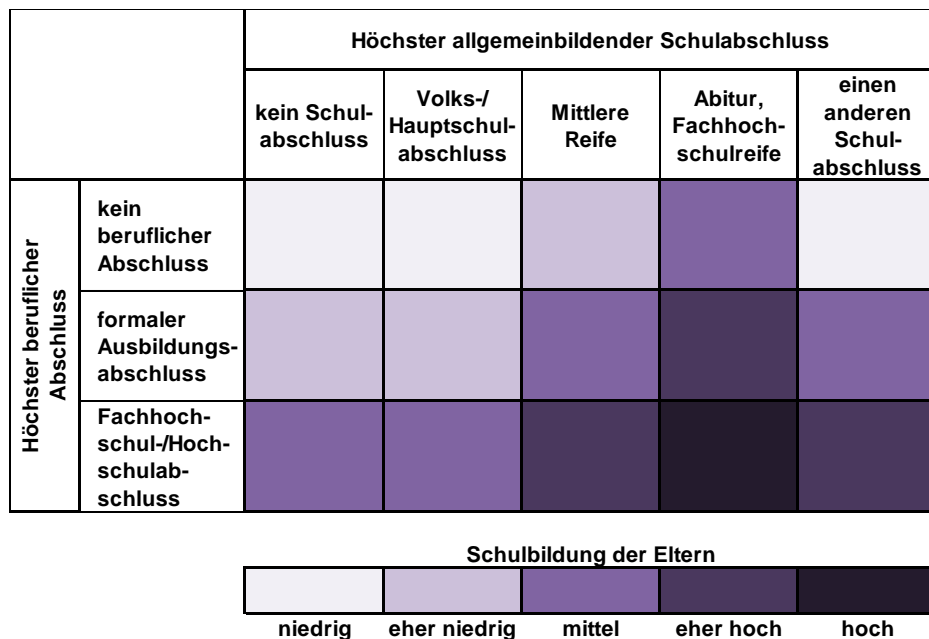 Höchster allgemeinbildender Schulabschluss
kein Schul-
abschluss
Volks-/
Hauptschul-
abschluss
Mittlere
Reife
Abitur,
Fachhoch-
schulreife
einen
anderen
Schul-
abschluss
Höchster beruflicher
Abschluss
kein
beruflicher
Abschluss
formaler
Ausbildungs-
abschluss
Fachhoch-
schul-/Hoch-
schulab-
schluss
Schulbildung der Eltern
niedrig
eher niedrig
mittel
eher hoch
hoch